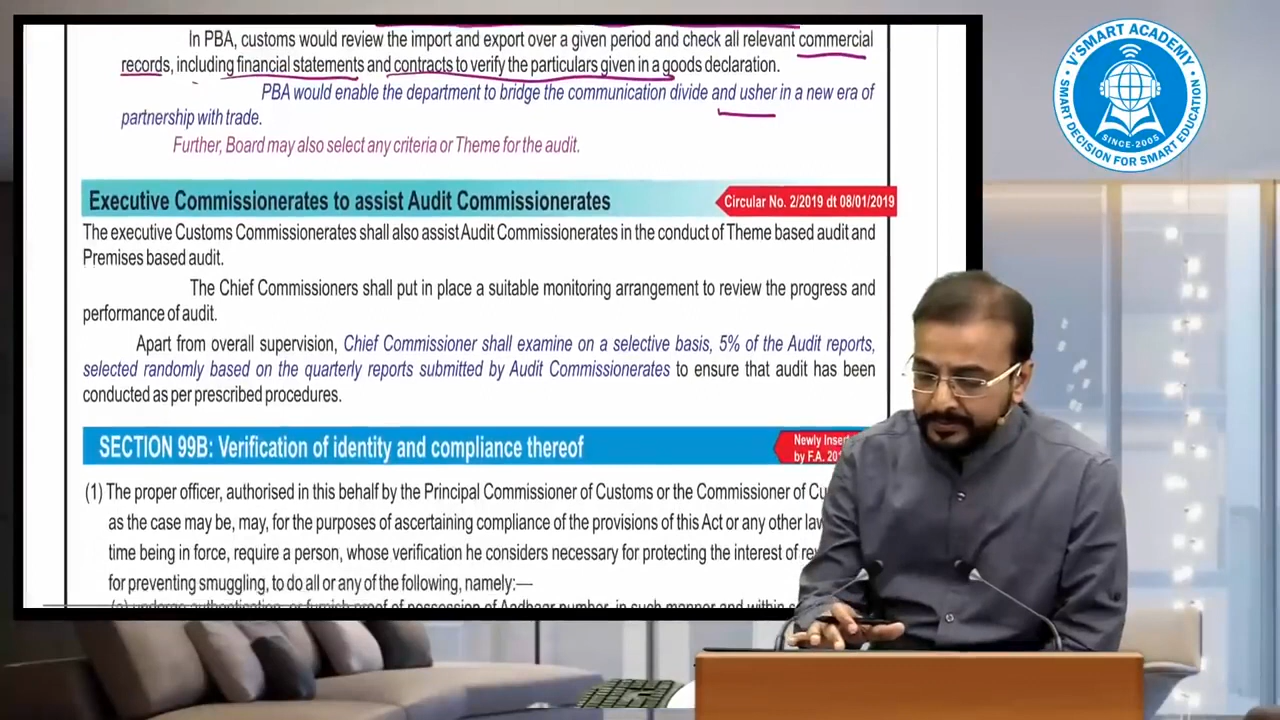 In PBA, customs would review the import and export over a given period and check all relevant commercial
records, including financial statements and contracts to verify the particulars given in a goods declaration.
PBA would enable the department to bridge the communication divide and usher in a new era of
partnership with trade.
Further, Board may also select any criteria or Theme for the audit.
Executive Commissionerates to assist Audit Commissionerates
Circular No. 2/2019 dt 08/01/2019
The executive Customs Commissionerates shall also assist Audit Commissionerates in the conduct of Theme based audit and
Premises based audit.
The Chief Commissioners shall put in place a suitable monitoring arrangement to review the progress and
performance of audit.
Apart from overall supervision, Chief Commissioner shall examine on a selective basis, 5% of the Audit reports,
selected randomly based on the quarterly reports submitted by Audit Commissionerates to ensure that audit has been
conducted as per prescribed procedures.
SECTION 99B: Verification of identity and compliance thereof
Newly
by F.A.
(1) The proper officer, authorised in this behalf by the Principal Commissioner of Customs or the Commissioner of
as the case may be, may, for the purposes of ascertaining compliance of the provisions of this Act or any other
time being in force, require a person, whose verification he considers necessary for protecting the interest of
for preventing smuggling, to do all or any of the following, namely:—
V'SMART ACADEMY
SINCE-2005
SMART DECISION FOR SMART EDUCATION